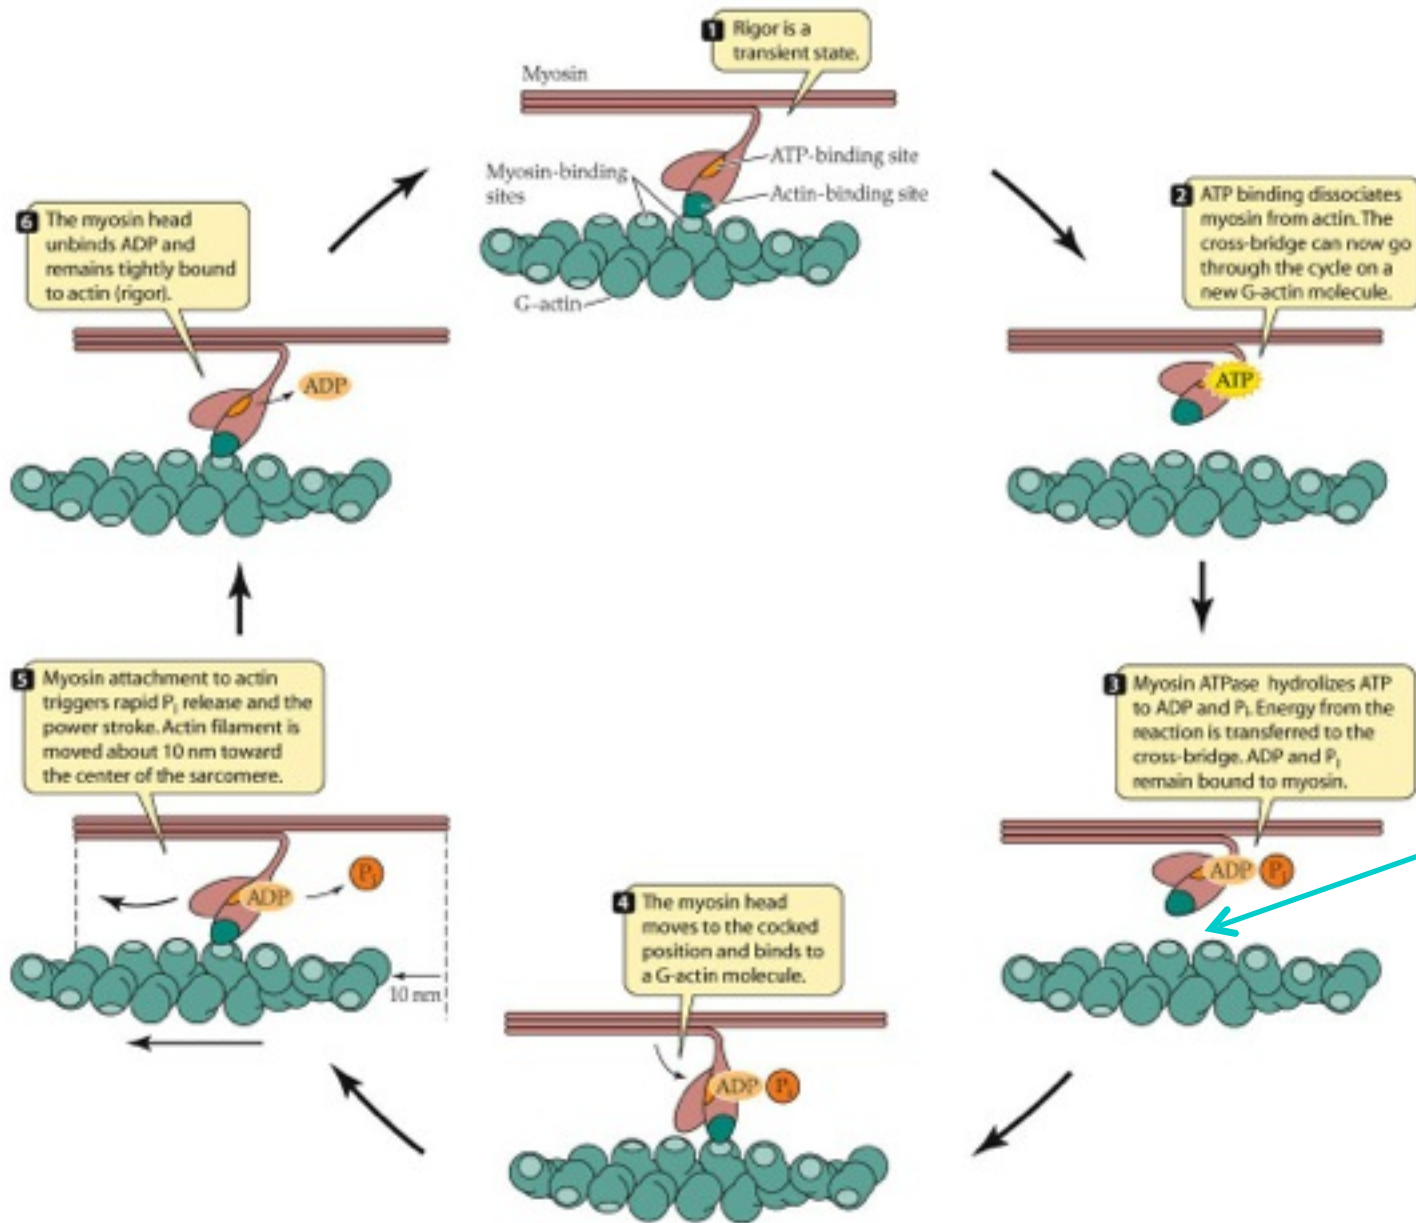 1 Rigor is a
transient state.
Myosin
ATP-binding site
Myosin-binding
sites
Actin-binding site
G-actin
2 ATP binding dissociates
myosin from actin. The
cross-bridge can now go
through the cycle on a
new G-actin molecule.
ATP
3 Myosin ATPase hydrolizes ATP
to ADP and Pi. Energy from the
reaction is transferred to the
cross-bridge. ADP and Pi
remain bound to myosin.
ADP Pi
4 The myosin head
moves to the cocked
position and binds to
a G-actin molecule.
ADP Pi
5 Myosin attachment to actin
triggers rapid Pi release and the
power stroke. Actin filament is
moved about 10 nm toward
the center of the sarcomere.
Pi
ADP
10 nm
6 The myosin head
unbinds ADP and
remains tightly bound
to actin (rigor).
ADP